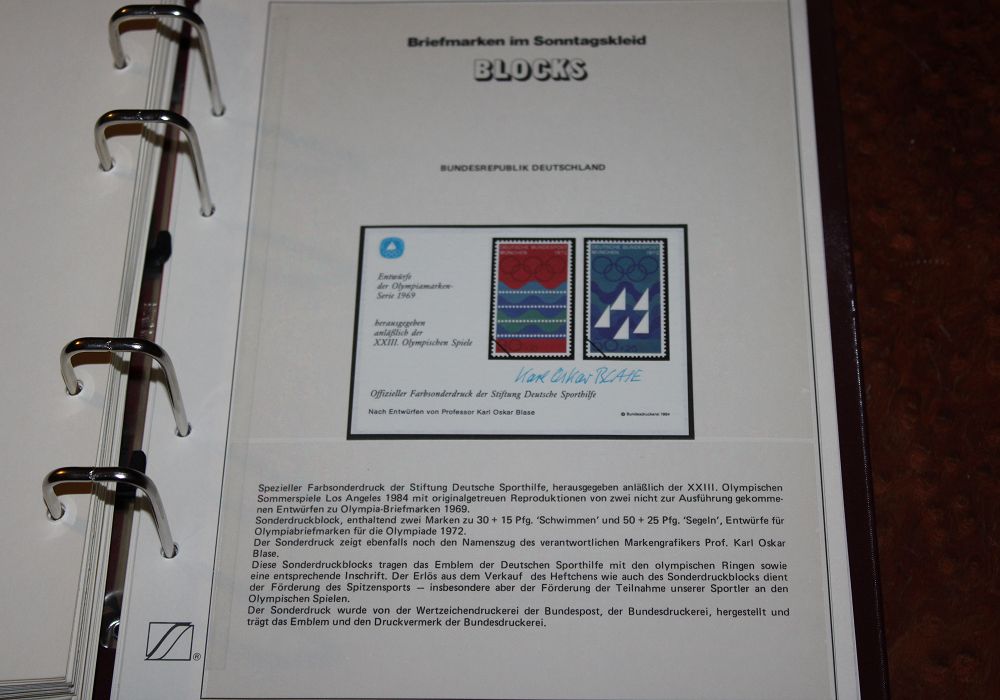 Briefmarken im Sonntagskleid
BLOCKS
BUNDESREPUBLIK DEUTSCHLAND
Entwürfe
der Olympiamarken-
Serie 1969
herausgegeben
anläßlich der
XXIII. Olympischen Spiele
DEUTSCHE BUNDESPOST
MÜNCHEN 1972
DEUTSCHE BUNDESPOST
MÜNCHEN 1972
Karl Oskar BLASE
Offizieller Farbsonderdruck der Stiftung Deutsche Sporthilfe
Nach Entwürfen von Professor Karl Oskar Blase
© Bundesdruckerei 1984
Spezieller Farbsonderdruck der Stiftung Deutsche Sporthilfe, herausgegeben anläßlich der XXIII. Olympischen
Sommerspiele Los Angeles 1984 mit originalgetreuen Reproduktionen von zwei nicht zur Ausführung gekomme-
nen Entwürfen zu Olympia-Briefmarken 1969.
Sonderdruckblock, enthaltend zwei Marken zu 30 + 15 Pfg. 'Schwimmen' und 50 + 25 Pfg. 'Segeln', Entwürfe für
Olympiabriefmarken für die Olympiade 1972.
Der Sonderdruck zeigt ebenfalls noch den Namenszug des verantwortlichen Markengrafikers Prof. Karl Oskar
Blase.
Diese Sonderdruckblocks tragen das Emblem der Deutschen Sporthilfe mit den olympischen Ringen sowie
eine entsprechende Inschrift. Der Erlös aus dem Verkauf des Heftchens wie auch des Sonderdruckblocks dient
der Förderung des Spitzensports — insbesondere aber der Förderung der Teilnahme unserer Sportler an den
Olympischen Spielen.
Der Sonderdruck wurde von der Wertzeichendruckerei der Bundespost, der Bundesdruckerei, hergestellt und
trägt das Emblem und den Druckvermerk der Bundesdruckerei.
®